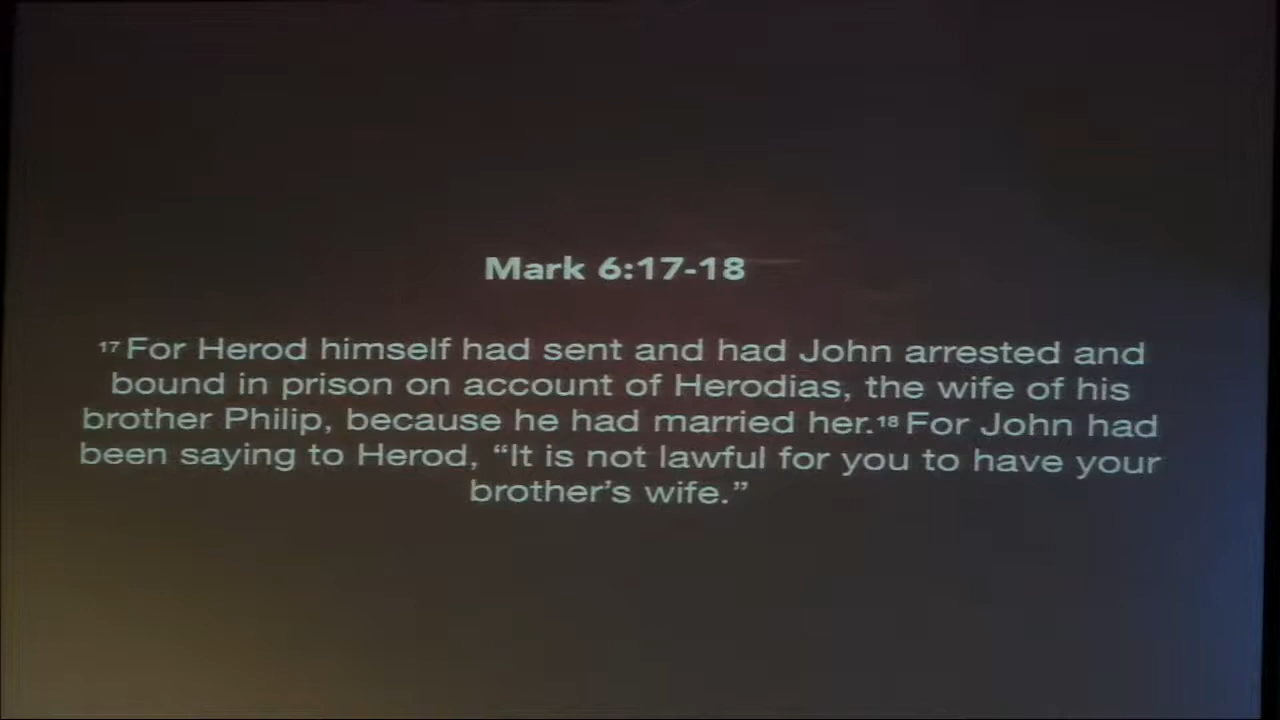 Mark 6:17-18
¹⁷ For Herod himself had sent and had John arrested and
bound in prison on account of Herodias, the wife of his
brother Philip, because he had married her.¹⁸ For John had
been saying to Herod, “It is not lawful for you to have your
brother’s wife.”